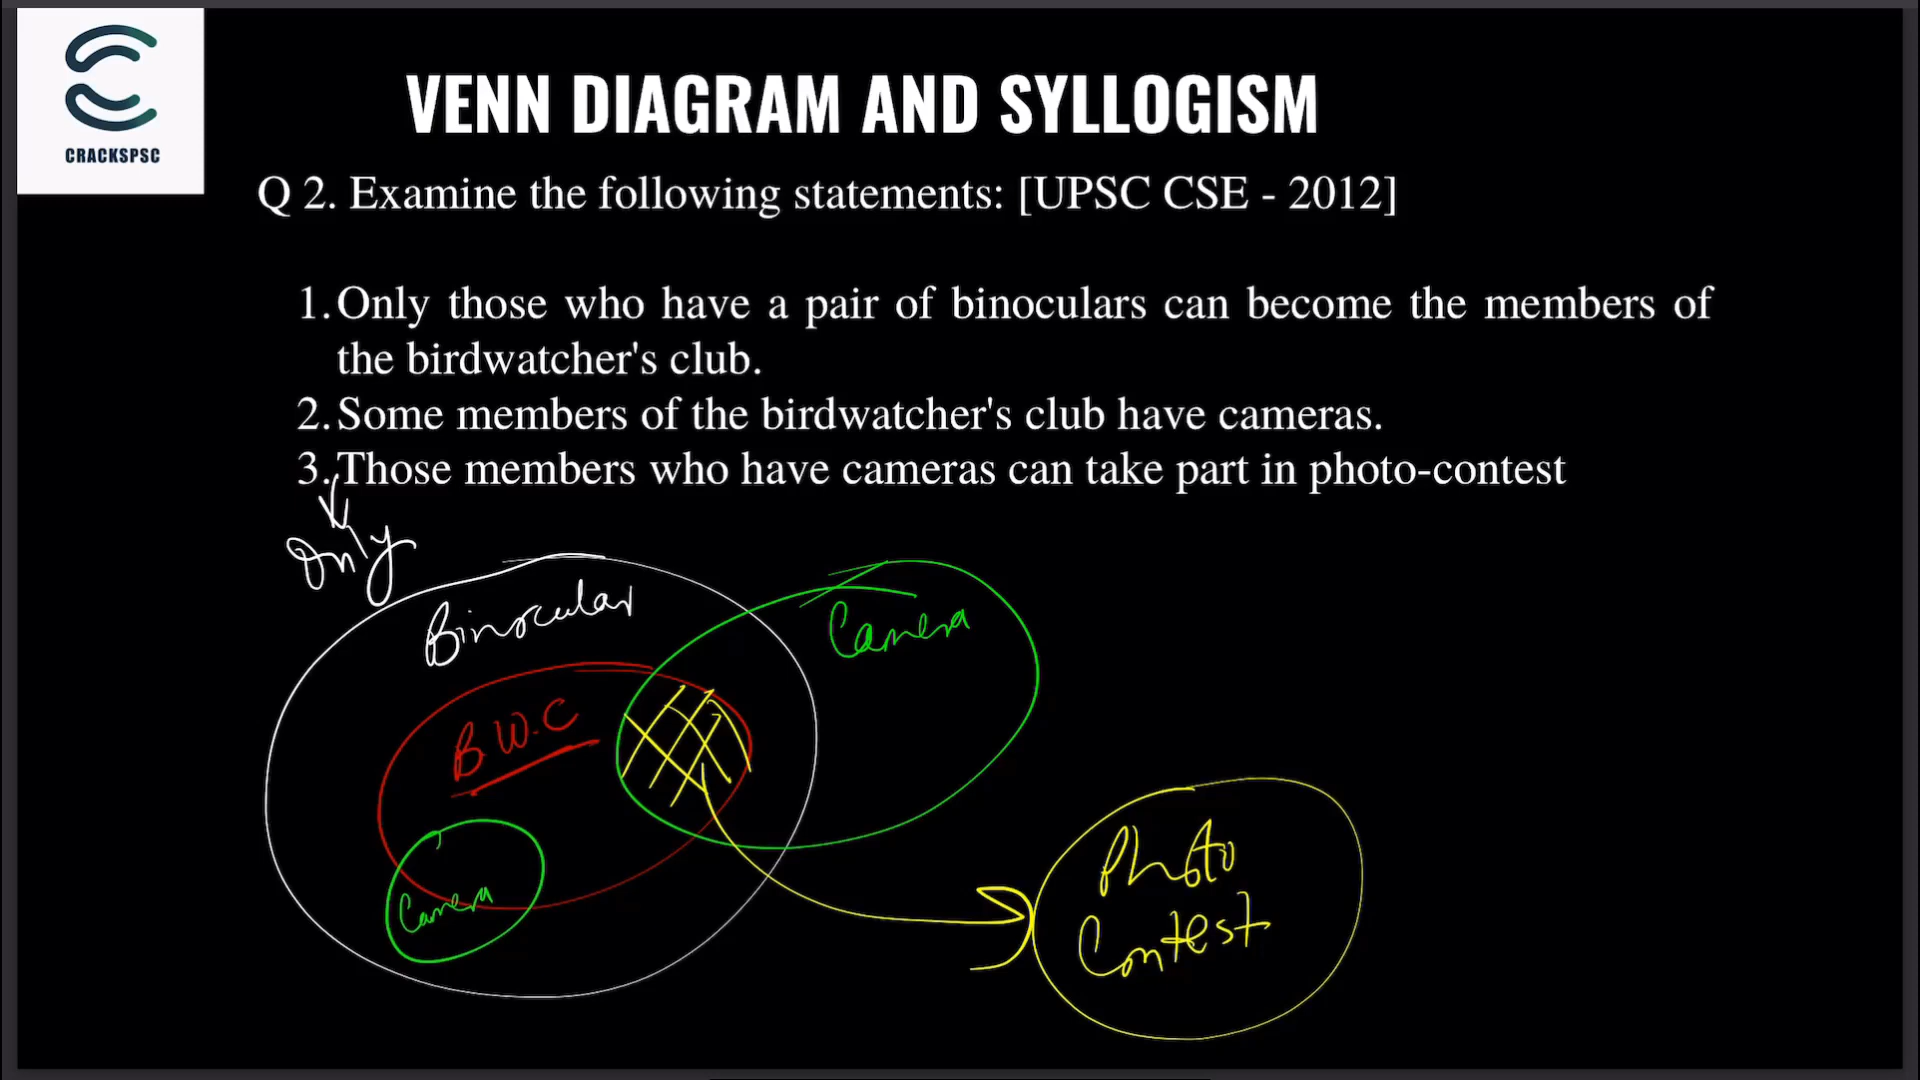 CRACKSPSC
VENN DIAGRAM AND SYLLOGISM
Q 2. Examine the following statements: [UPSC CSE - 2012]
1. Only those who have a pair of binoculars can become the members of
the birdwatcher's club.
2. Some members of the birdwatcher's club have cameras.
3. Those members who have cameras can take part in photo-contest
Only
Binocular
Camera
B.W.C
Camera
Photo
Contest